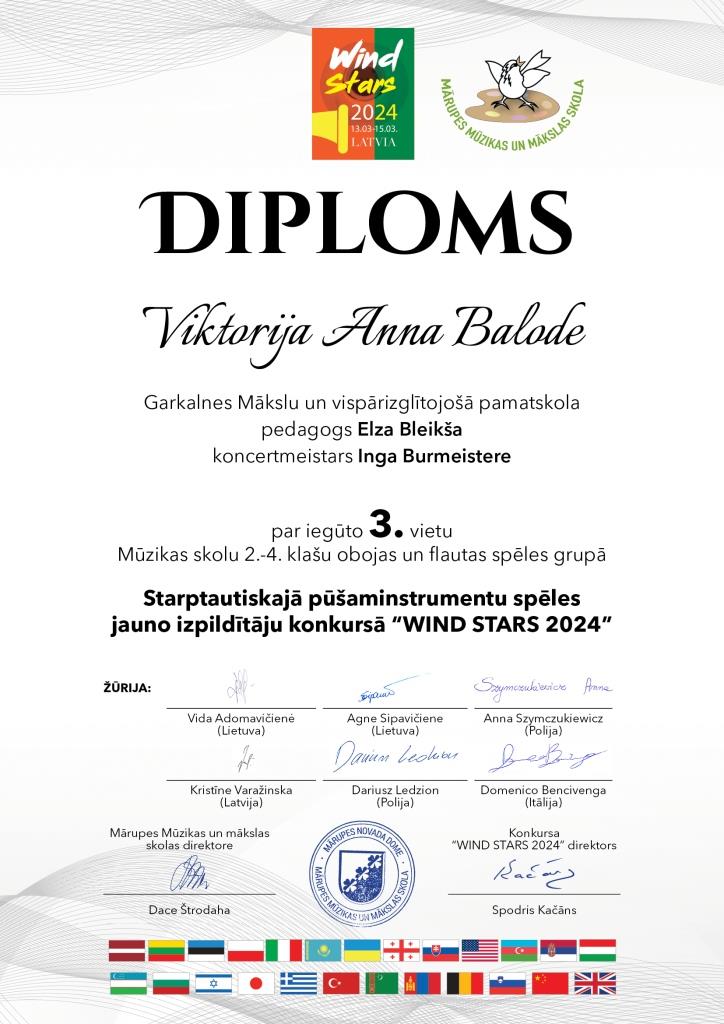 Wind
Stars
2024
13.03-15.03.
LATVIA
MĀRUPES MŪZIKAS UN MĀKSLAS SKOLA
DIPLOMS
Viktorija Anna Balode
Garkalnes Mākslu un vispārizglītojošā pamatskola
pedagogs Elza Bleikša
koncertmeistars Inga Burmeistere
par iegūto 3. vietu
Mūzikas skolu 2.-4. klašu obojas un flautas spēles grupā
Starptautiskajā pūšaminstrumentu spēles
jauno izpildītāju konkursā “WIND STARS 2024”
ŽŪRIJA:
Szymczukiewicz Anna
Vida Adomavičienė
(Lietuva)
Agne Sipavičiene
(Lietuva)
Anna Szymczukiewicz
(Polija)
Dariusz Ledzion
Kristīne Varažinska
(Latvija)
Dariusz Ledzion
(Polija)
Domenico Bencivenga
(Itālija)
Mārupes Mūzikas un mākslas
skolas direktore
MĀRUPES NOVADA DOME
MĀRUPES MŪZIKAS UN MĀKSLAS SKOLA
Konkursa
“WIND STARS 2024” direktors
Kačāns
Dace Štrodaha
Spodris Kačāns